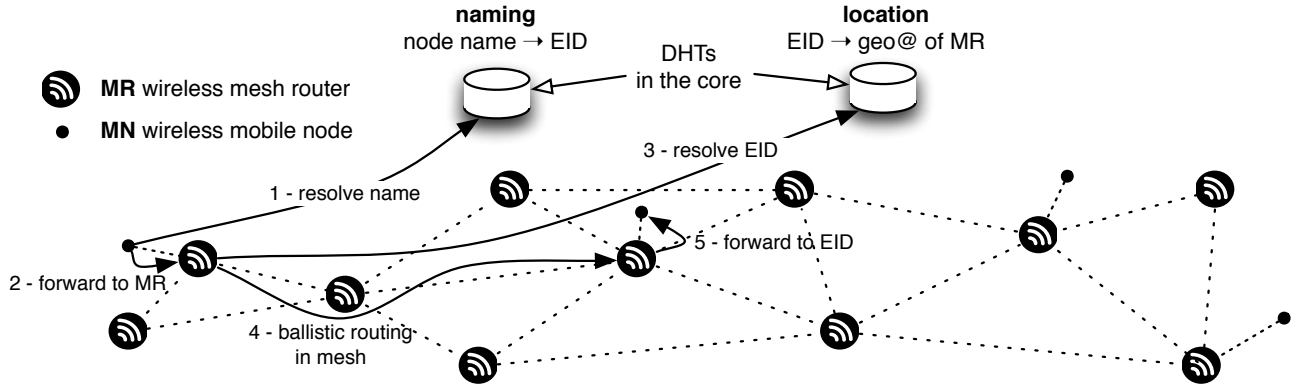 naming
node name → EID
location
EID → geo@ of MR
DHTs
in the core
MR wireless mesh router
MN wireless mobile node
3 - resolve EID
1 - resolve name
5 - forward to EID
2 - forward to MR
4 - ballistic routing
in mesh